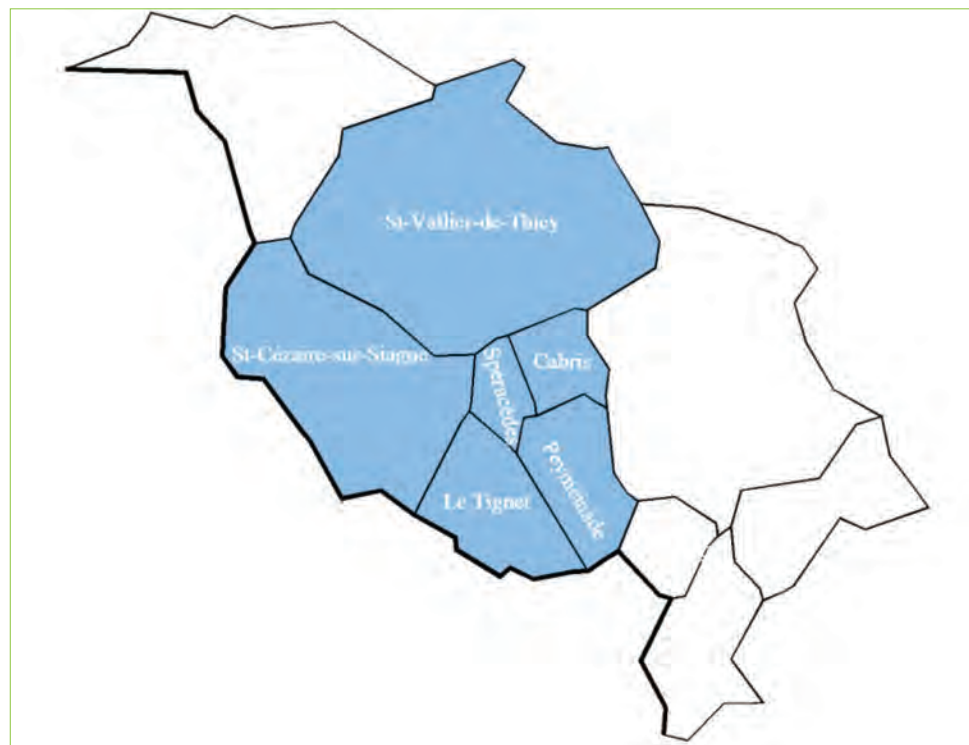 St-Vallier-de-Thiey
St-Cézaire-sur-Siagne
Cabris
Spéracèdes
Peymeinade
Le Tignet